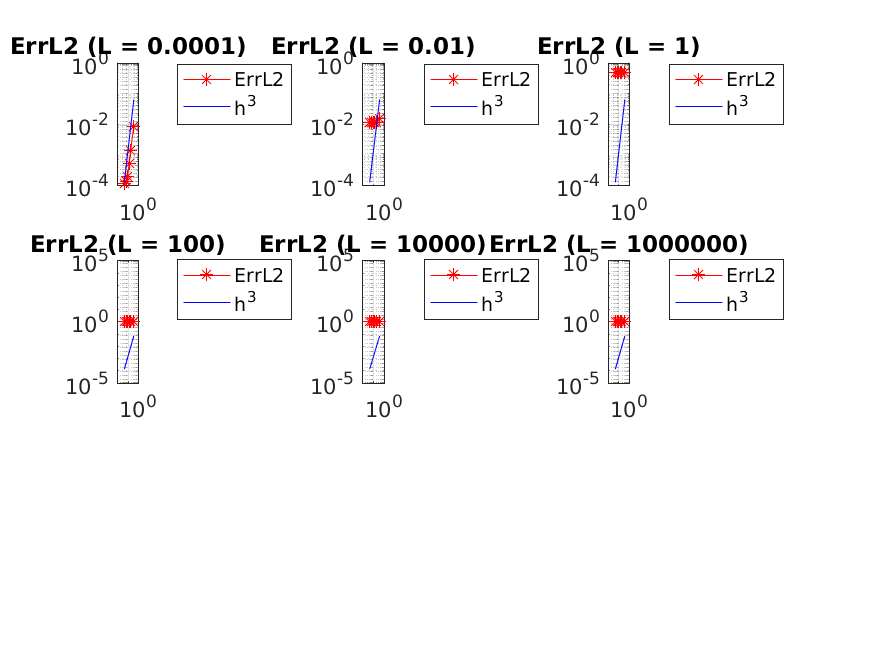 ErrL2 (L = 0.0001)
10^0
10^-2
10^-4
10^0
ErrL2
h^3
ErrL2 (L = 0.01)
10^0
10^-2
10^-4
10^0
ErrL2
h^3
ErrL2 (L = 1)
10^0
10^-2
10^-4
10^0
ErrL2
h^3
ErrL2 (L = 100)
10^5
10^0
10^-5
10^0
ErrL2
h^3
ErrL2 (L = 10000)
10^5
10^0
10^-5
10^0
ErrL2
h^3
ErrL2 (L = 1000000)
10^5
10^0
10^-5
10^0
ErrL2
h^3